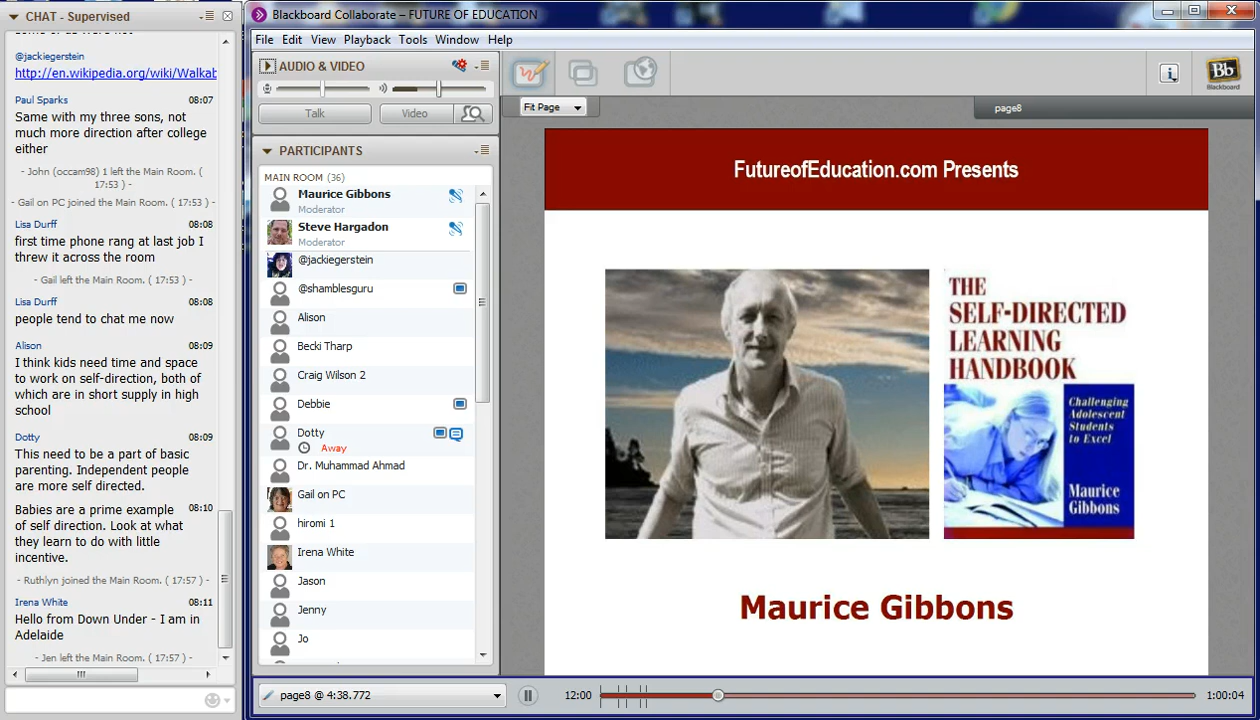 CHAT - Supervised
@jackiegerstein
http://en.wikipedia.org/wiki/Walkab
Paul Sparks 08:07
Same with my three sons, not
much more direction after college
either
- John (occam98) 1 left the Main Room. (
17:53 ) -
- Gail on PC joined the Main Room. ( 17:53 ) -
Lisa Durff 08:08
first time phone rang at last job I
threw it across the room
- Gail left the Main Room. ( 17:53 ) -
Lisa Durff 08:08
people tend to chat me now
Alison 08:09
I think kids need time and space
to work on self-direction, both of
which are in short supply in high
school
Dotty 08:09
This need to be a part of basic
parenting. Independent people
are more self directed.
Babies are a prime example 08:10
of self direction. Look at what
they learn to do with little
incentive.
- Ruthlyn joined the Main Room. ( 17:57 ) -
Irena White 08:11
Hello from Down Under - I am in
Adelaide
- Jen left the Main Room. ( 17:57 ) -
Blackboard Collaborate – FUTURE OF EDUCATION
File Edit View Playback Tools Window Help
AUDIO & VIDEO
Talk Video
PARTICIPANTS
MAIN ROOM (36)
Maurice Gibbons
Moderator
Steve Hargadon
Moderator
@jackiegerstein
@shamblesguru
Alison
Becki Tharp
Craig Wilson 2
Debbie
Dotty
Away
Dr. Muhammad Ahmad
Gail on PC
hiromi 1
Irena White
Jason
Jenny
Jo
Fit Page
page8
Bb
Blackboard
FutureofEducation.com Presents
THE
SELF-DIRECTED
LEARNING
HANDBOOK
Challenging
Adolescent
Students
to Excel
Maurice
Gibbons
Maurice Gibbons
page8 @ 4:38.772
12:00
1:00:04